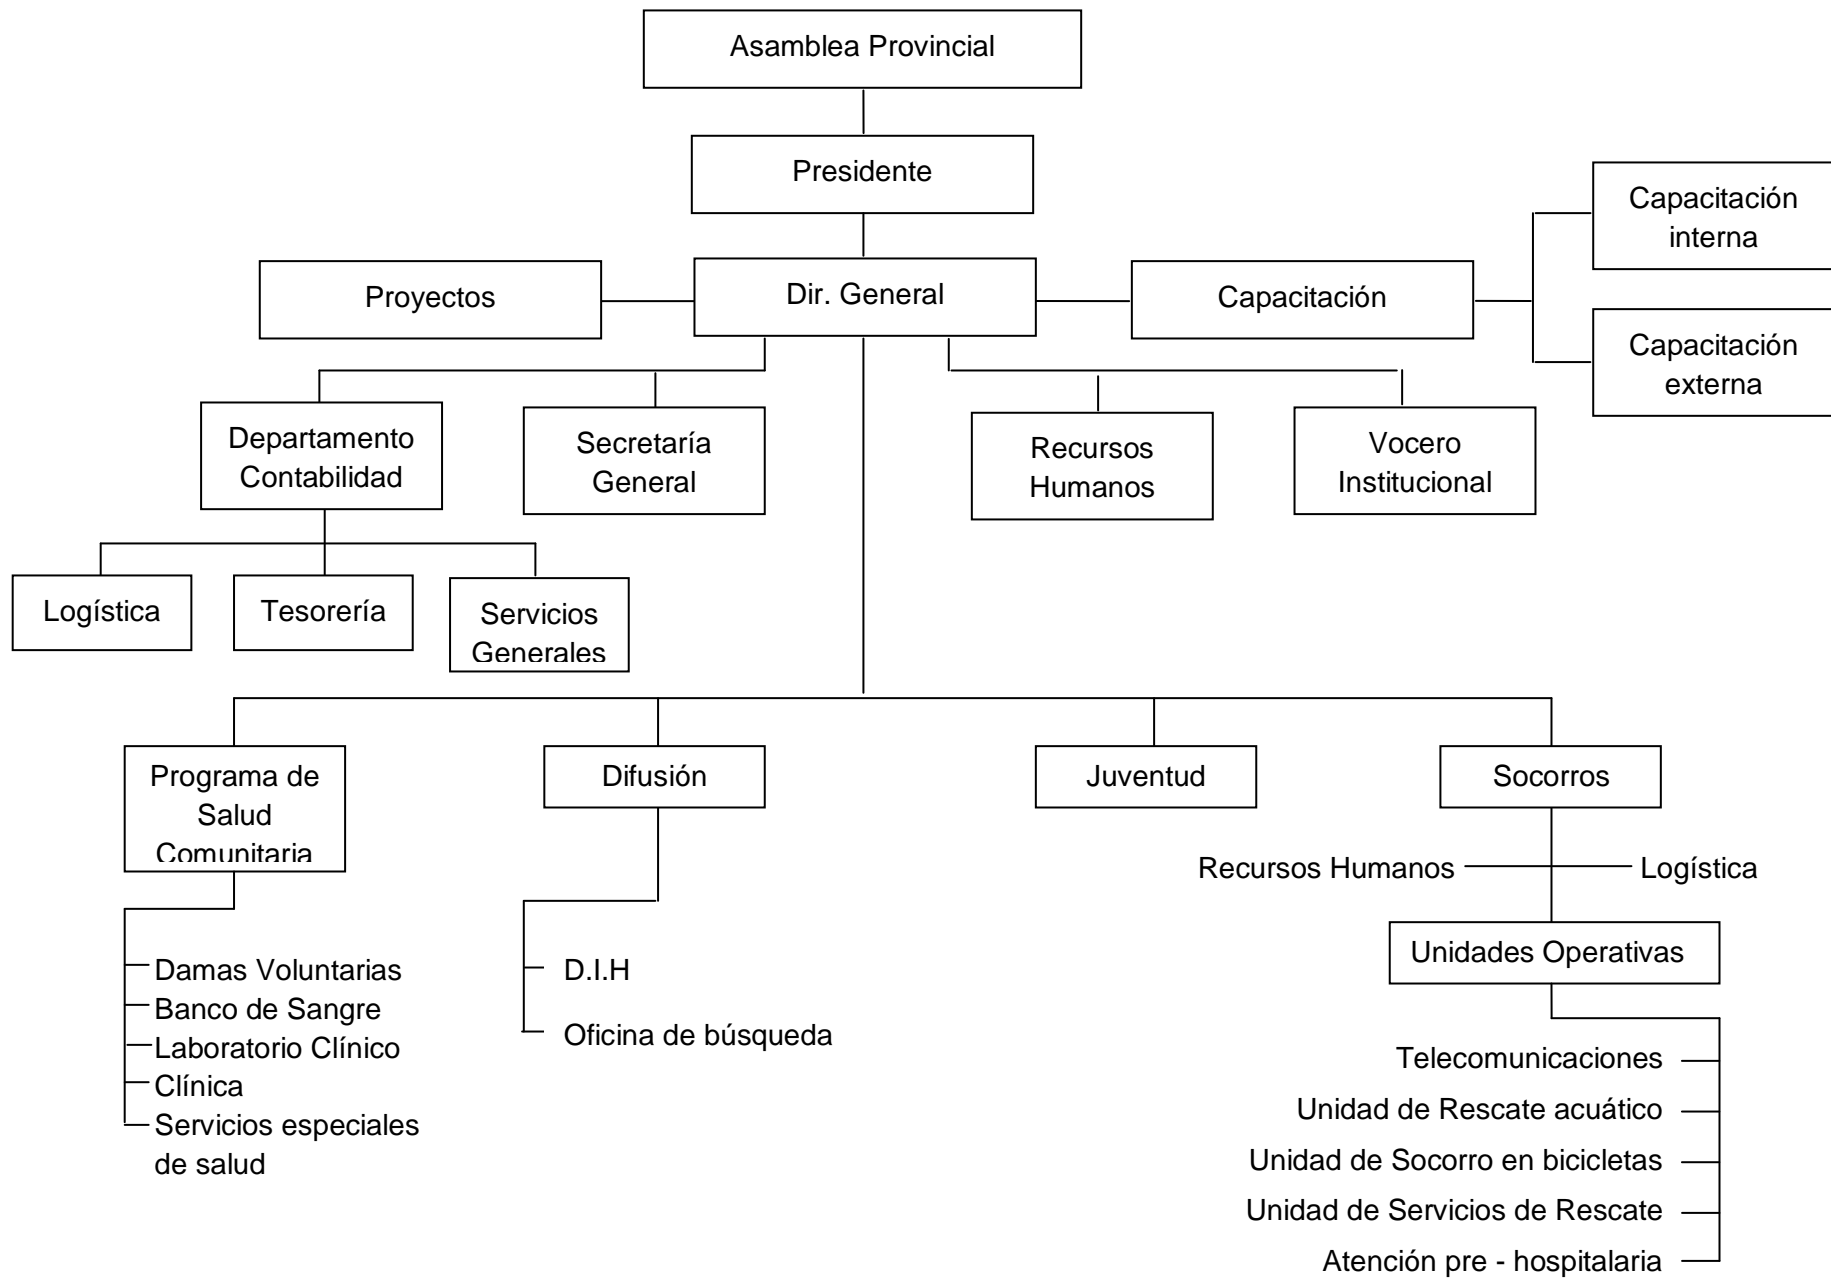 Asamblea Provincial
Presidente
Capacitación
interna
Proyectos
Dir. General
Capacitación
Capacitación
externa
Departamento
Contabilidad
Secretaría
General
Recursos
Humanos
Vocero
Institucional
Logística
Tesorería
Servicios
Generales
Programa de
Salud
Comunitaria
Difusión
Juventud
Socorros
Recursos Humanos
Logística
Unidades Operativas
Damas Voluntarias
Banco de Sangre
Laboratorio Clínico
Clínica
Servicios especiales
de salud
D.I.H
Oficina de búsqueda
Telecomunicaciones
Unidad de Rescate acuático
Unidad de Socorro en bicicletas
Unidad de Servicios de Rescate
Atención pre - hospitalaria